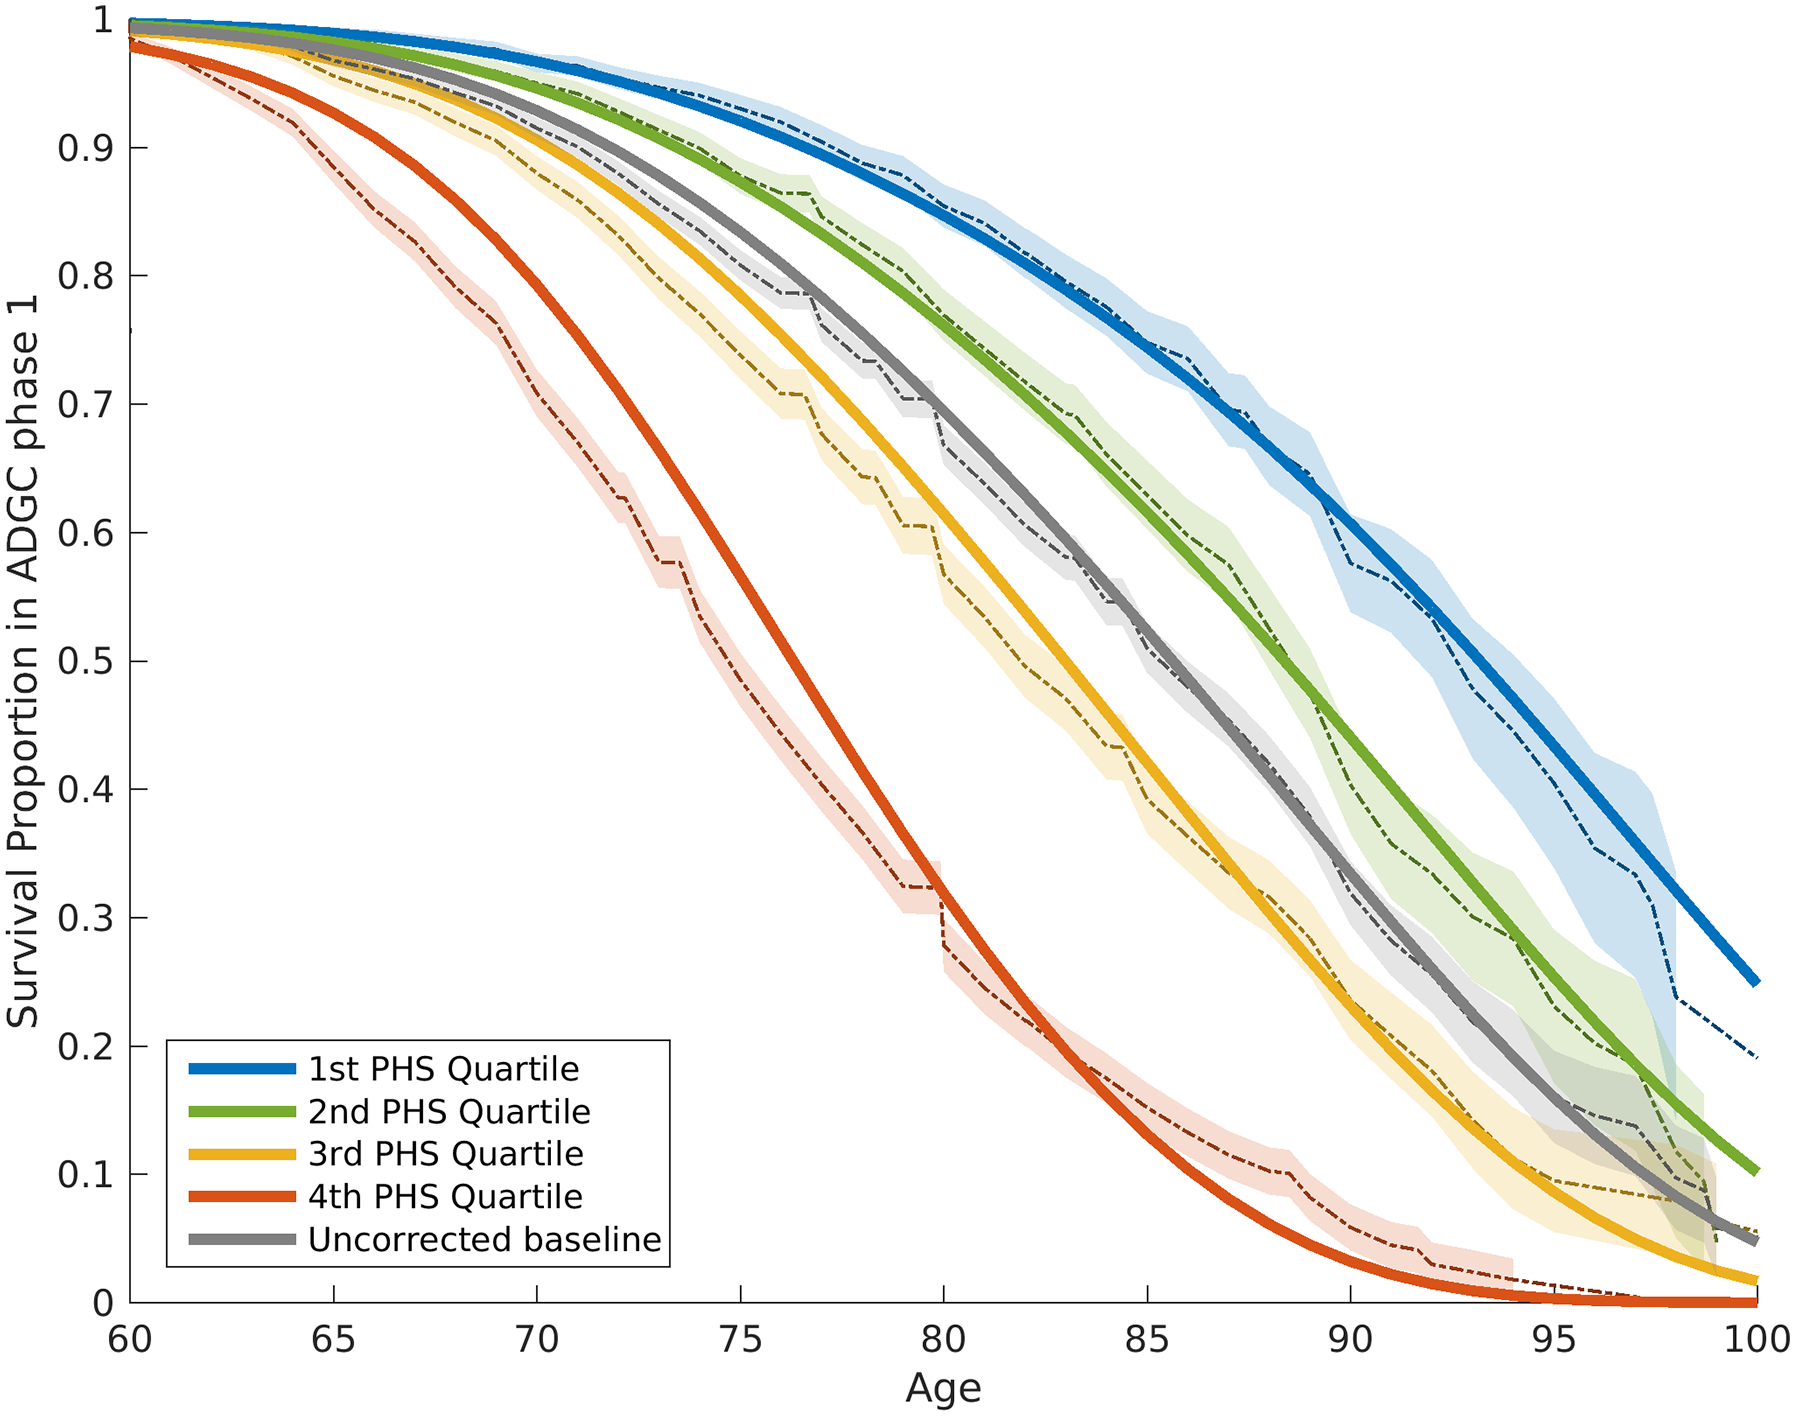 Survival Proportion in ADGC phase 1
1
0.9
0.8
0.7
0.6
0.5
0.4
0.3
0.2
0.1
0
1st PHS Quartile
2nd PHS Quartile
3rd PHS Quartile
4th PHS Quartile
Uncorrected baseline
60 65 70 75 80 85 90 95 100
Age